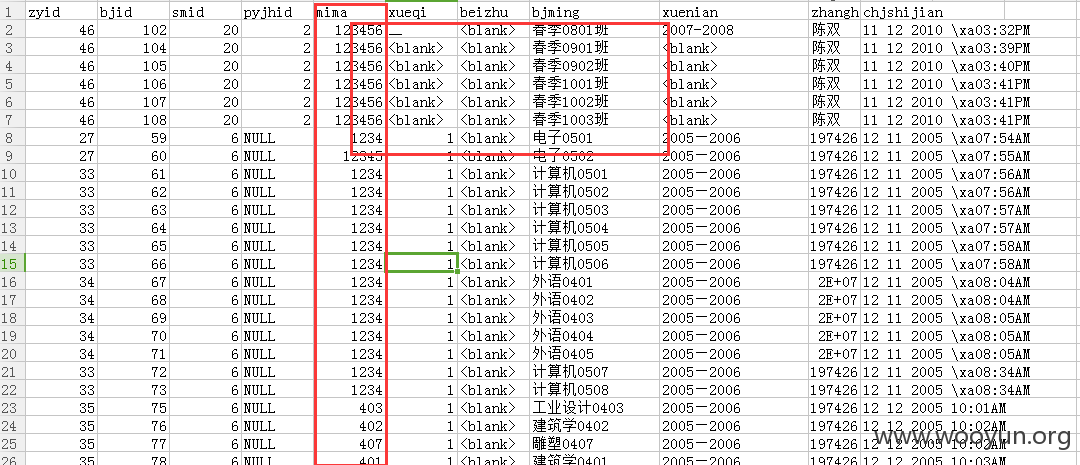 zyid bjid smid pyjhid mima xueqi beizhu bjming xuenian zhangh chjshijian
1
2 46 102 20 2 123456 <blank> 春季0801班 2007-2008 陈双 11 12 2010 \xa03:32PM
3 46 104 20 2 123456 <blank> <blank> 春季0901班 <blank> 陈双 11 12 2010 \xa03:39PM
4 46 105 20 2 123456 <blank> <blank> 春季0902班 <blank> 陈双 11 12 2010 \xa03:40PM
5 46 106 20 2 123456 <blank> <blank> 春季1001班 <blank> 陈双 11 12 2010 \xa03:41PM
6 46 107 20 2 123456 <blank> <blank> 春季1002班 <blank> 陈双 11 12 2010 \xa03:41PM
7 46 108 20 2 123456 <blank> <blank> 春季1003班 <blank> 陈双 11 12 2010 \xa03:41PM
8 27 59 6 NULL 1234 1 <blank> 电子0501 2005—2006 197426 12 11 2005 \xa07:54AM
9 27 60 6 NULL 12345 1 <blank> 电子0502 2005—2006 197426 12 11 2005 \xa07:55AM
10 33 61 6 NULL 1234 1 <blank> 计算机0501 2005—2006 197426 12 11 2005 \xa07:56AM
11 33 62 6 NULL 1234 1 <blank> 计算机0502 2005—2006 197426 12 11 2005 \xa07:56AM
12 33 63 6 NULL 1234 1 <blank> 计算机0503 2005—2006 197426 12 11 2005 \xa07:57AM
13 33 64 6 NULL 1234 1 <blank> 计算机0504 2005—2006 197426 12 11 2005 \xa07:57AM
14 33 65 6 NULL 1234 1 <blank> 计算机0505 2005—2006 197426 12 11 2005 \xa07:58AM
15 33 66 6 NULL 1234 1 <blank> 计算机0506 2005—2006 197426 12 11 2005 \xa07:58AM
16 34 67 6 NULL 1234 1 <blank> 外语0401 2005—2006 2E+07 12 11 2005 \xa08:04AM
17 34 68 6 NULL 1234 1 <blank> 外语0402 2005—2006 2E+07 12 11 2005 \xa08:04AM
18 34 69 6 NULL 1234 1 <blank> 外语0403 2005—2006 2E+07 12 11 2005 \xa08:05AM
19 34 70 6 NULL 1234 1 <blank> 外语0404 2005—2006 2E+07 12 11 2005 \xa08:05AM
20 34 71 6 NULL 1234 1 <blank> 外语0405 2005—2006 2E+07 12 11 2005 \xa08:05AM
21 33 72 6 NULL 1234 1 <blank> 计算机0507 2005—2006 197426 12 11 2005 \xa08:34AM
22 33 73 6 NULL 1234 1 <blank> 计算机0508 2005—2006 197426 12 11 2005 \xa08:34AM
23 35 75 6 NULL 403 1 <blank> 工业设计0403 2005—2006 197426 12 12 2005 10:01AM
24 35 76 6 NULL 402 1 <blank> 建筑学0402 2005—2006 197426 12 12 2005 10:02AM
25 35 77 6 NULL 407 1 <blank> 雕塑0407 2005—2006 197426 12 12 2005
26 35 78 6 NULL 401 1 <blank> 建筑学0401 2005—2006 197426 12 12 2005 10:03AM
www.wooyun.org